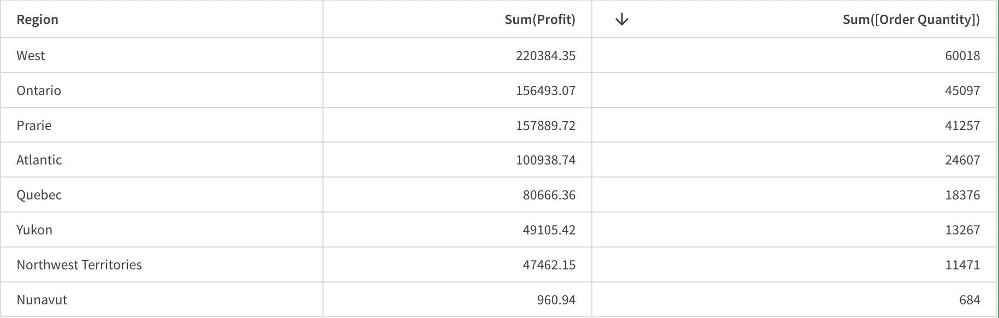 Region Sum(Profit) Sum([Order Quantity])
West 220384.35 60018
Ontario 156493.07 45097
Prarie 157889.72 41257
Atlantic 100938.74 24607
Quebec 80666.36 18376
Yukon 49105.42 13267
Northwest Territories 47462.15 11471
Nunavut 960.94 684